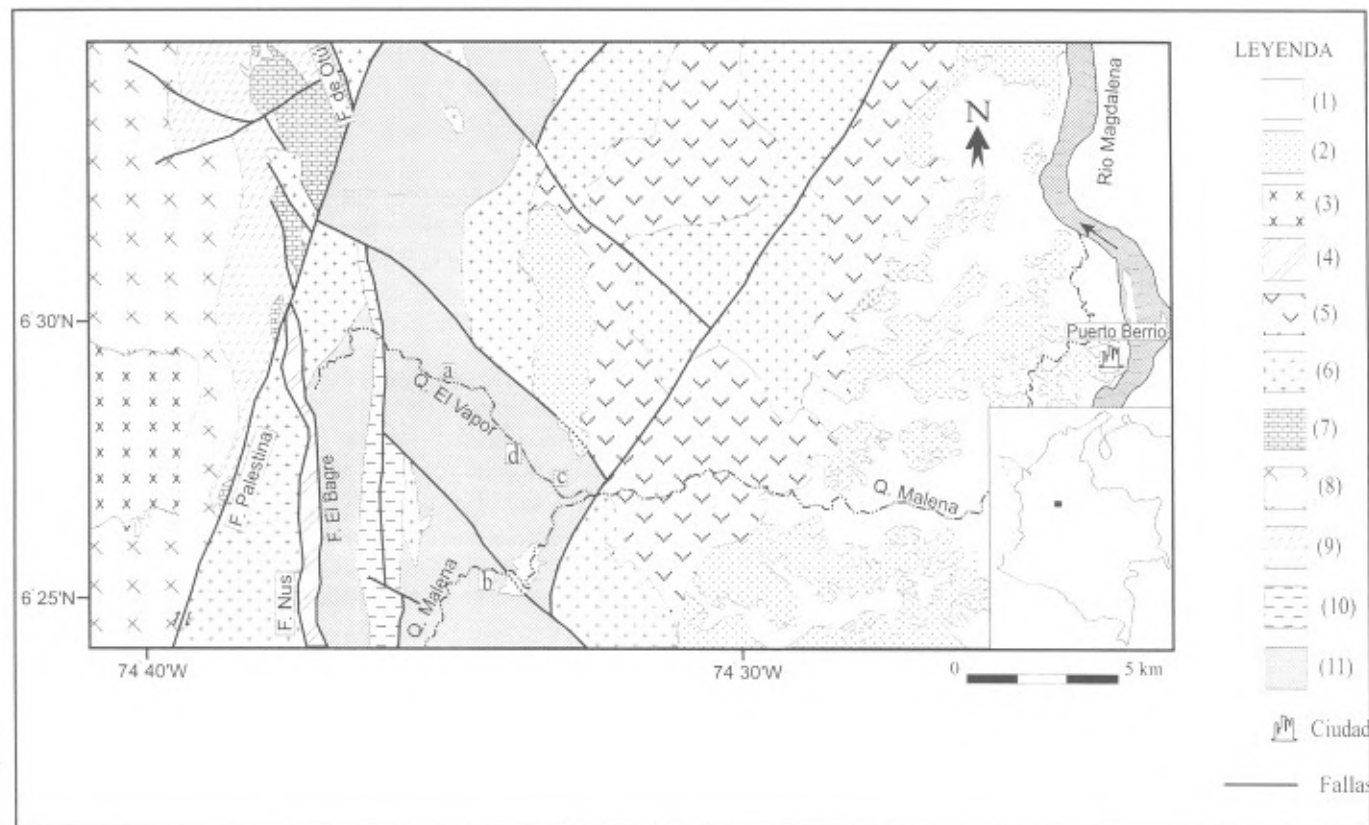 LEYENDA
(1)
(2)
(3)
(4)
(5)
(6)
(7)
(8)
(9)
(10)
(11)
Ciudad
Fallas
F. de Otu
N
Rio Magdalena
6 30'N
Puerto Berrio
a
Q. El Vapor
d
c
F. Palestina
F. El Bagre
Q. Malena
b
F. Nus
Q. Malena
6 25'N
74 40'W
74 30'W
0
5 km